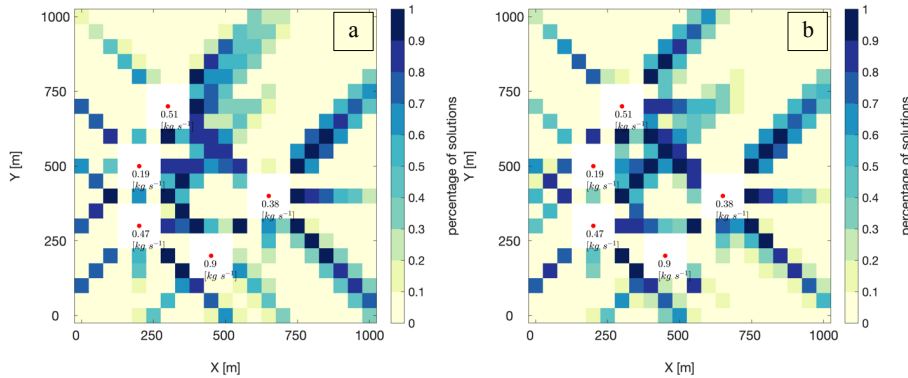 a
1000
750
500
250
0
Y [m]
0
250
500
750
1000
X [m]
0.51
[kg s⁻¹]
0.19
[kg s⁻¹]
0.38
[kg s⁻¹]
0.47
[kg s⁻¹]
0.9
[kg s⁻¹]
1
0.9
0.8
0.7
0.6
0.5
0.4
0.3
0.2
0.1
0
percentage of solutions
b
1000
750
500
250
0
Y [m]
0
250
500
750
1000
X [m]
0.51
[kg s⁻¹]
0.19
[kg s⁻¹]
0.38
[kg s⁻¹]
0.47
[kg s⁻¹]
0.9
[kg s⁻¹]
1
0.9
0.8
0.7
0.6
0.5
0.4
0.3
0.2
0.1
0
percentage of solutions